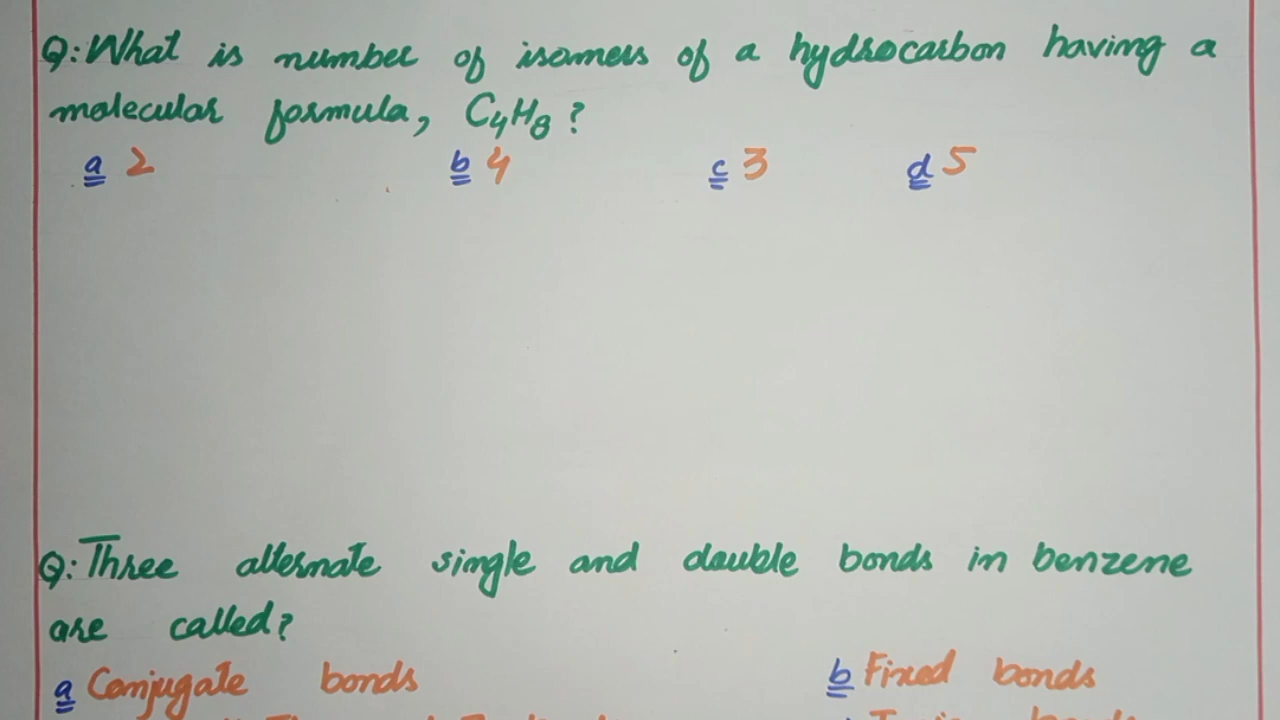 Q: What is number of isomers of a hydrocarbon having a
molecular formula, C₄H₈?
a 2 b 4 c 3 d 5
Q: Three alternate single and double bonds in benzene
are called?
a Conjugate bonds b Fixed bonds